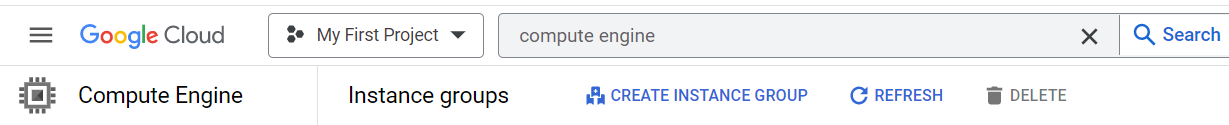 Google Cloud My First Project compute engine Search
Compute Engine Instance groups CREATE INSTANCE GROUP REFRESH DELETE